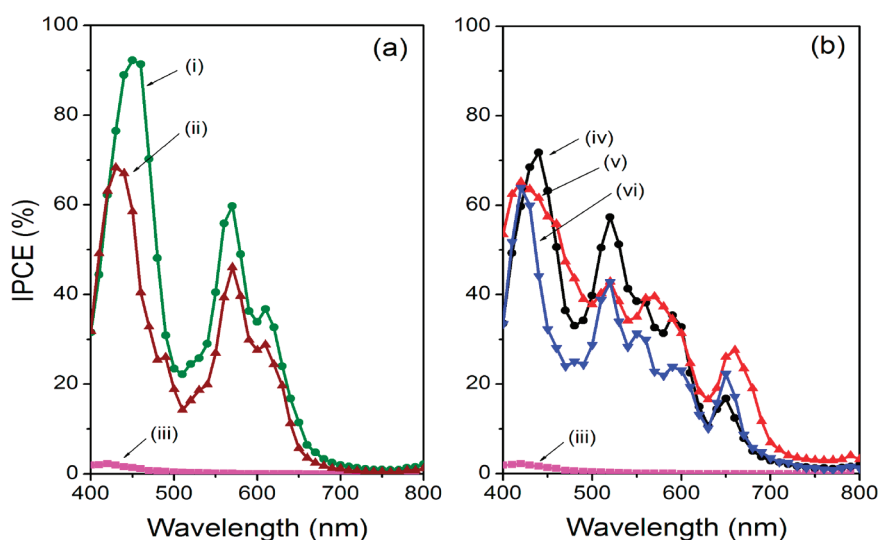 (a)
(i)
(ii)
(iii)
IPCE (%)
100
80
60
40
20
0
400 500 600 700 800
Wavelength (nm)
(b)
(iv)
(v)
(vi)
(iii)
100
80
60
40
20
0
400 500 600 700 800
Wavelength (nm)